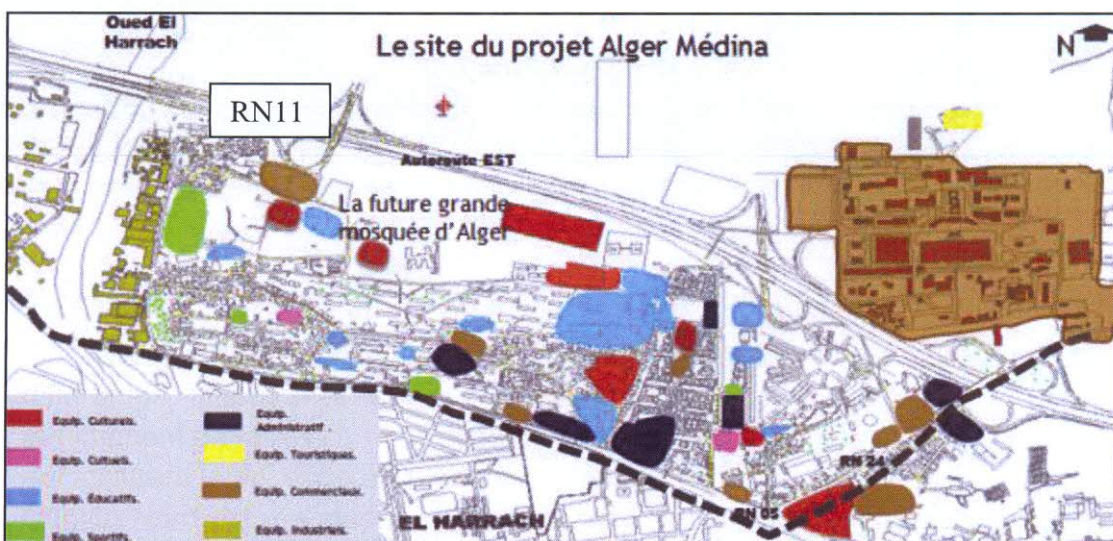 Oued El
Harrach
Le site du projet Alger Médina
N
RN11
Autoroute EST
La future grande
mosquée d'Alger
Equip. Culturels.
Equip. Cultuels.
Equip. Éducatifs.
Equip. Sportifs.
Equip.
Administratif .
Equip. Touristiques.
Equip. Commerciaux.
Equip. Industriels.
EL HARRACH
RN 05
RN 24